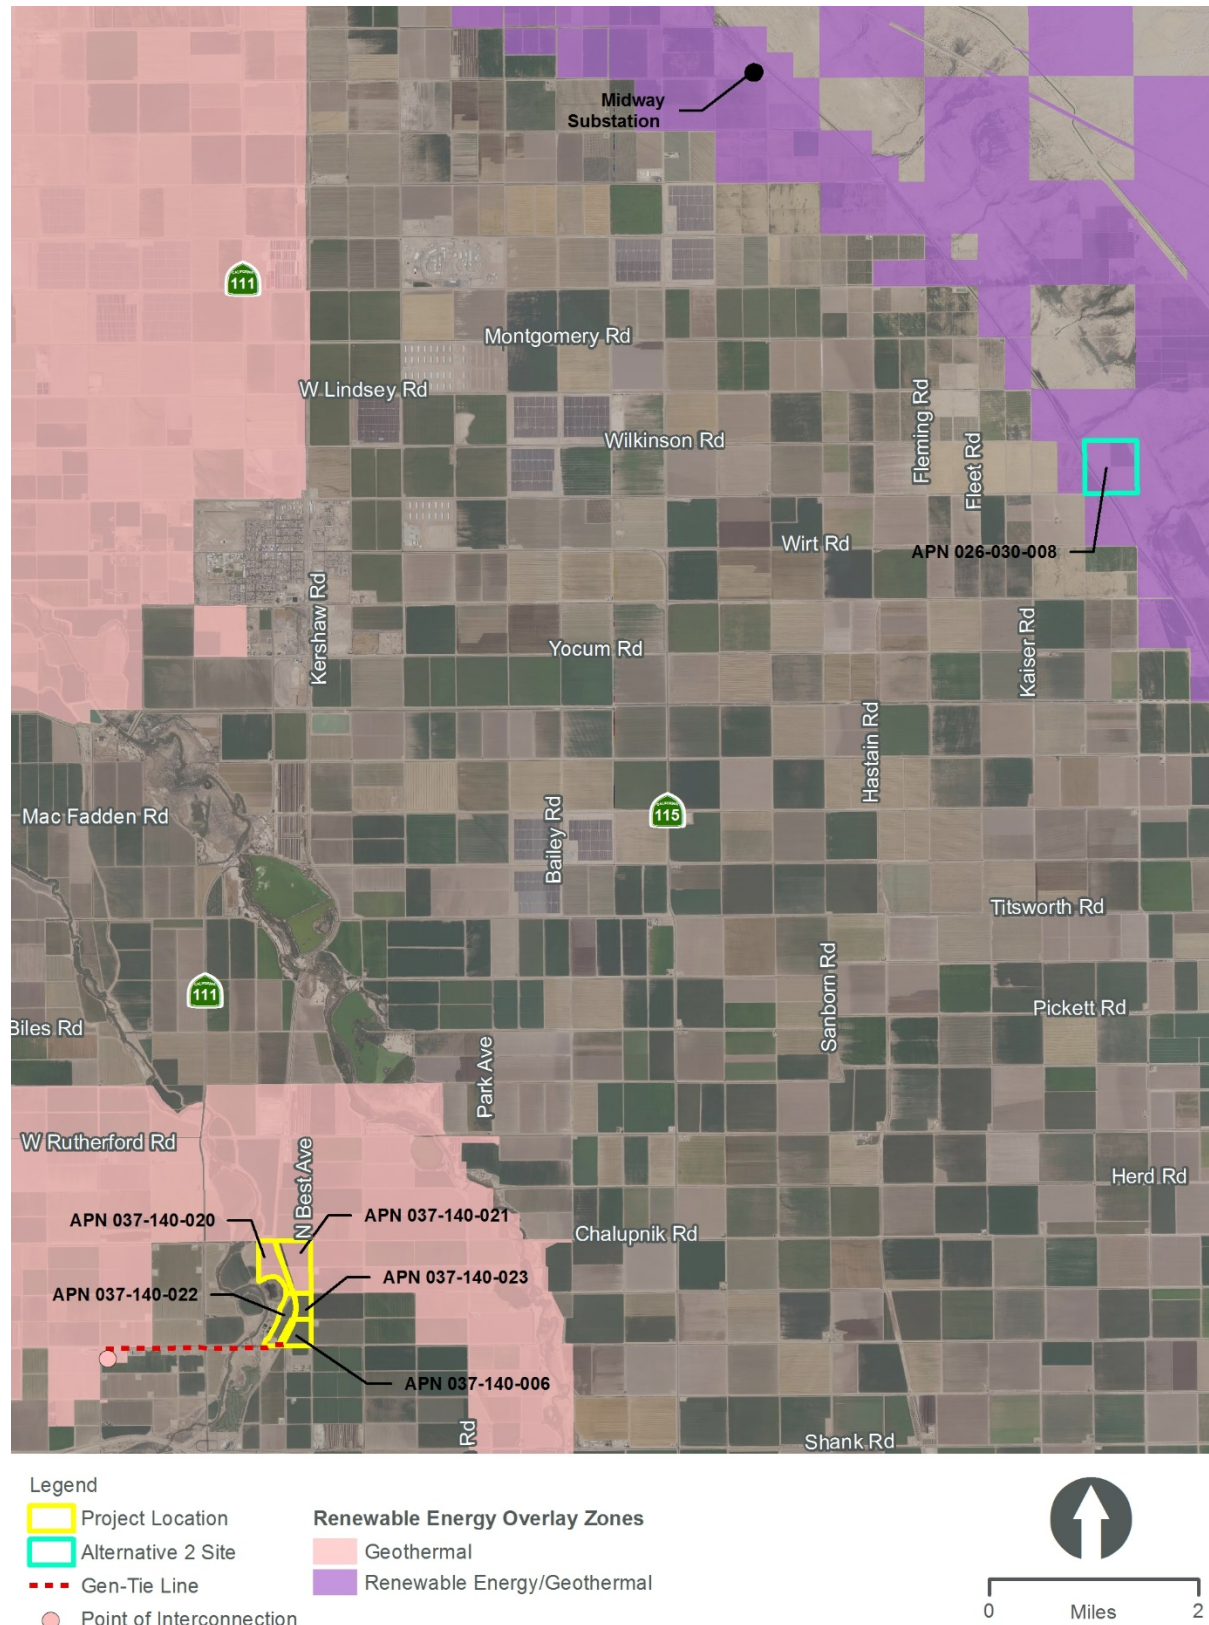 Midway
Substation
CALIFORNIA
111
Montgomery Rd
W Lindsey Rd
Wilkinson Rd
Fleming Rd
Fleet Rd
Wirt Rd
APN 026-030-008
Kershaw Rd
Yocum Rd
Kaiser Rd
Hastain Rd
Mac Fadden Rd
CALIFORNIA
115
Bailey Rd
Titsworth Rd
Sanborn Rd
CALIFORNIA
111
Pickett Rd
Biles Rd
Park Ave
W Rutherford Rd
N Best Ave
Herd Rd
APN 037-140-020
APN 037-140-021
Chalupnik Rd
APN 037-140-023
APN 037-140-022
APN 037-140-006
Rd
Shank Rd
Legend
Project Location
Alternative 2 Site
Gen-Tie Line
Point of Interconnection
Renewable Energy Overlay Zones
Geothermal
Renewable Energy/Geothermal
0 Miles 2